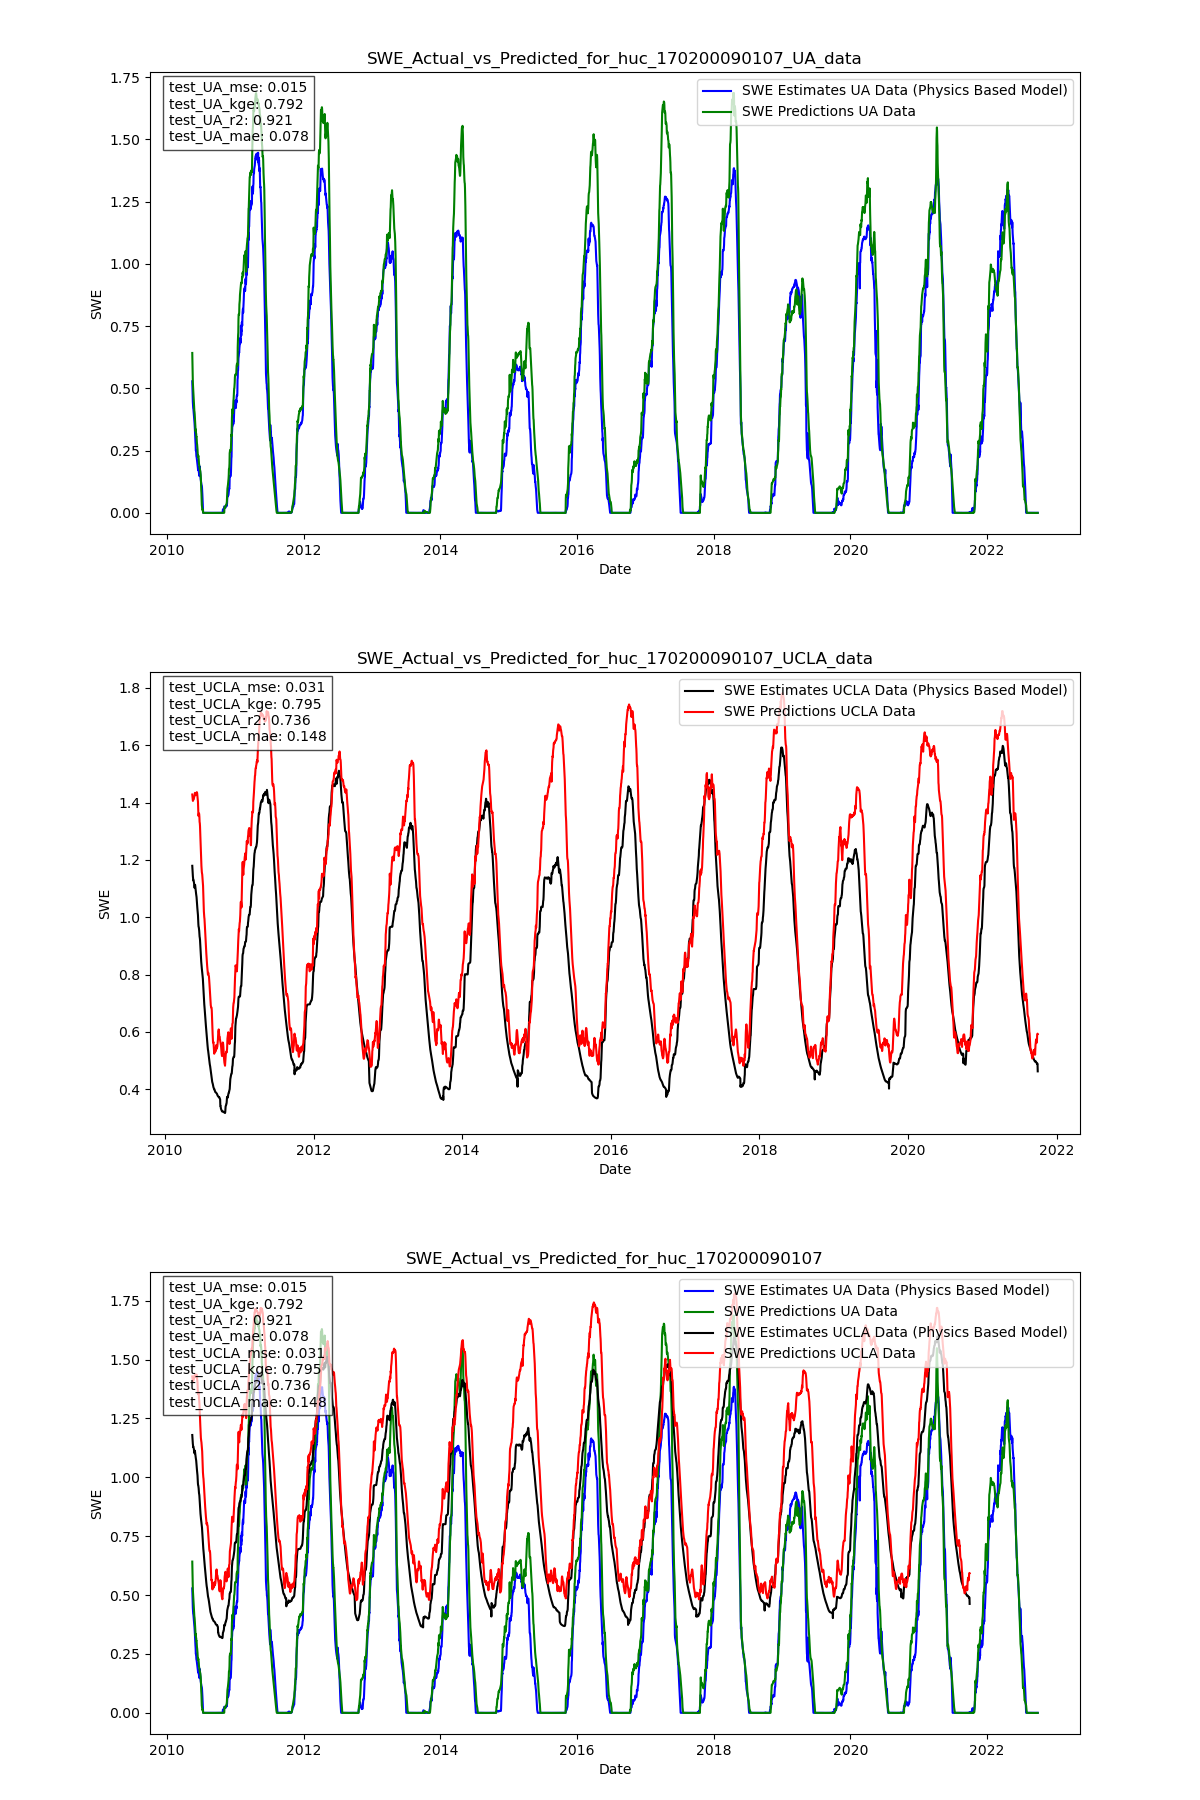 SWE_Actual_vs_Predicted_for_huc_170200090107_UA_data
test_UA_mse: 0.015
test_UA_kge: 0.792
test_UA_r2: 0.921
test_UA_mae: 0.078
SWE Estimates UA Data (Physics Based Model)
SWE Predictions UA Data
1.75
1.50
1.25
1.00
0.75
0.50
0.25
0.00
SWE
2010
2012
2014
2016
2018
2020
2022
Date
SWE_Actual_vs_Predicted_for_huc_170200090107_UCLA_data
test_UCLA_mse: 0.031
test_UCLA_kge: 0.795
test_UCLA_r2: 0.736
test_UCLA_mae: 0.148
SWE Estimates UCLA Data (Physics Based Model)
SWE Predictions UCLA Data
1.8
1.6
1.4
1.2
1.0
0.8
0.6
0.4
SWE
2010
2012
2014
2016
2018
2020
2022
Date
SWE_Actual_vs_Predicted_for_huc_170200090107
test_UA_mse: 0.015
test_UA_kge: 0.792
test_UA_r2: 0.921
test_UA_mae: 0.078
test_UCLA_mse: 0.031
test_UCLA_kge: 0.795
test_UCLA_r2: 0.736
test_UCLA_mae: 0.148
SWE Estimates UA Data (Physics Based Model)
SWE Predictions UA Data
SWE Estimates UCLA Data (Physics Based Model)
SWE Predictions UCLA Data
1.75
1.50
1.25
1.00
0.75
0.50
0.25
0.00
SWE
2010
2012
2014
2016
2018
2020
2022
Date